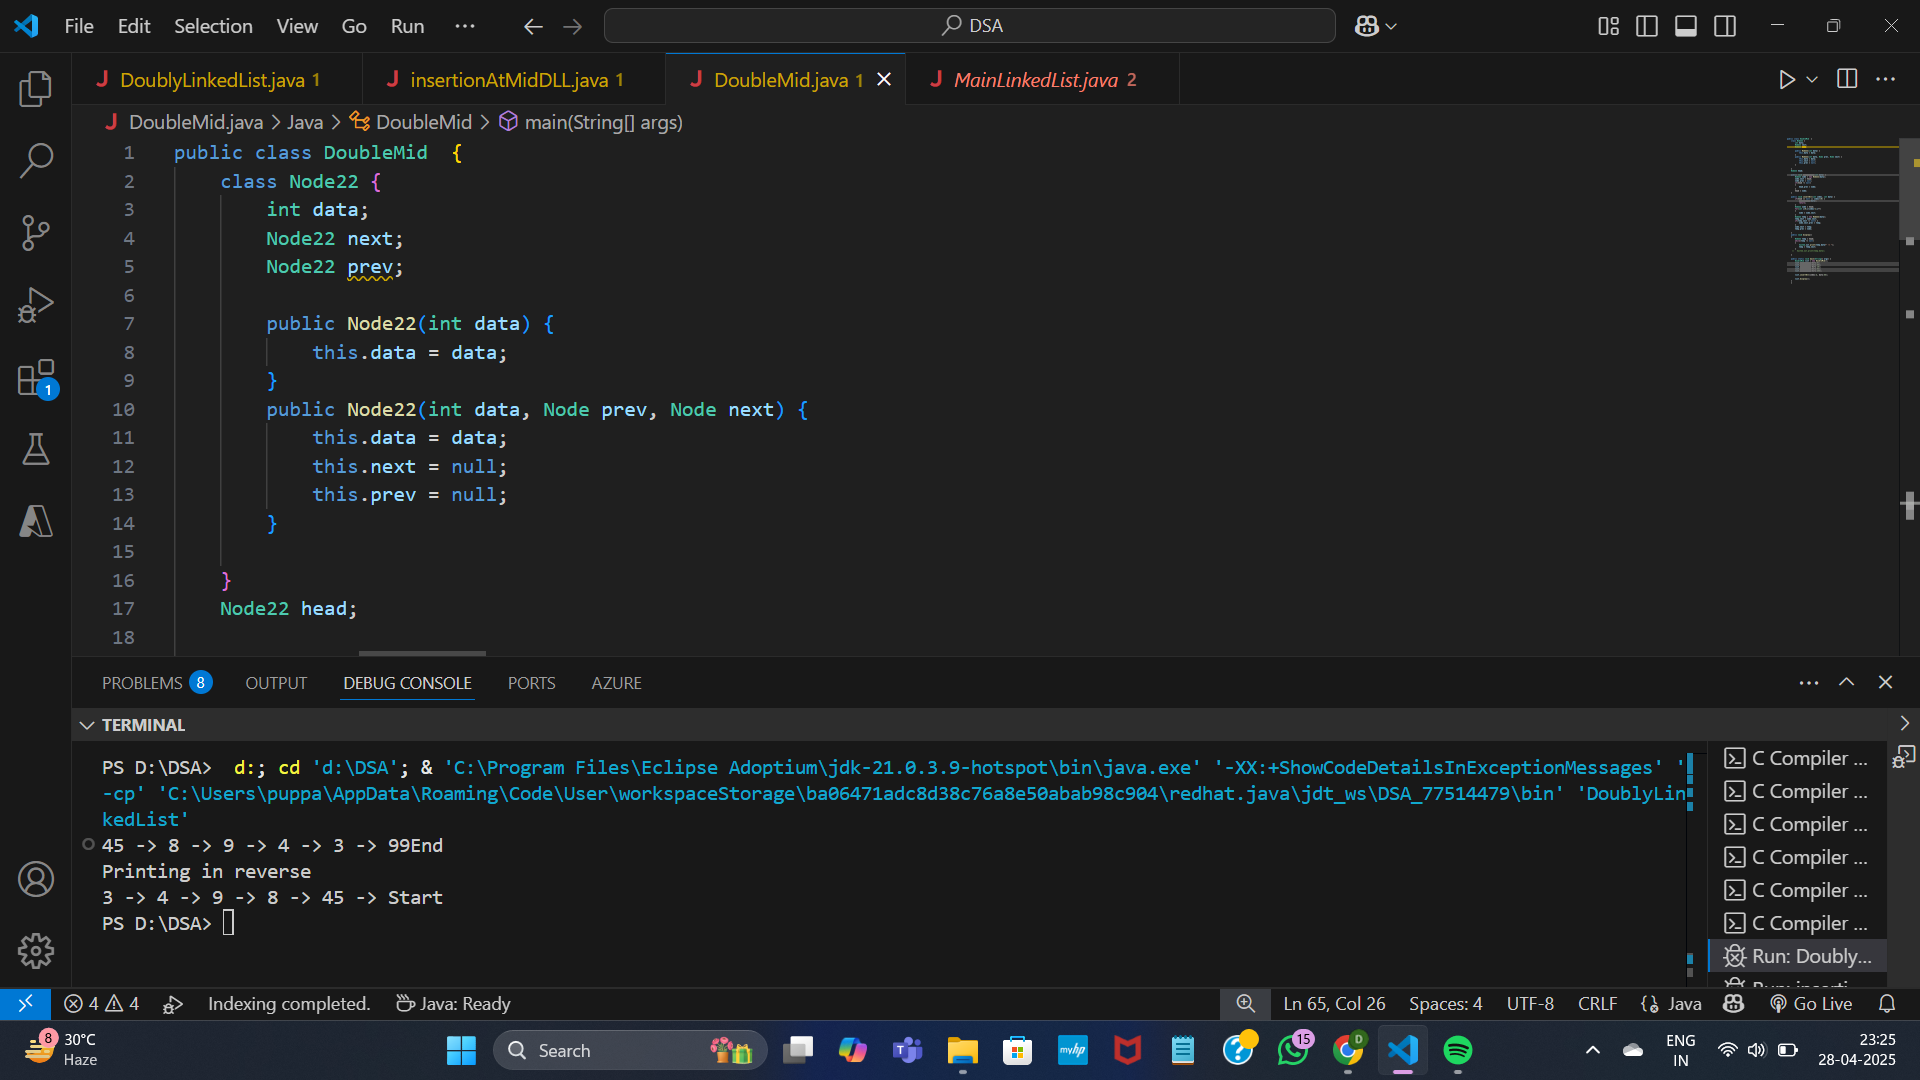 File Edit Selection View Go Run ··· DSA
DoublyLinkedList.java 1 insertionAtMidDLL.java 1 DoubleMid.java 1 MainLinkedList.java 2
DoubleMid.java > Java > DoubleMid > main(String[] args)
1 public class DoubleMid {
2 class Node22 {
3 int data;
4 Node22 next;
5 Node22 prev;
6
7 public Node22(int data) {
8 this.data = data;
9 }
10 public Node22(int data, Node prev, Node next) {
11 this.data = data;
12 this.next = null;
13 this.prev = null;
14 }
15
16 }
17 Node22 head;
18
1
PROBLEMS 8 OUTPUT DEBUG CONSOLE PORTS AZURE
TERMINAL
PS D:\DSA> d:; cd 'd:\DSA'; & 'C:\Program Files\Eclipse Adoptium\jdk-21.0.3.9-hotspot\bin\java.exe' '-XX:+ShowCodeDetailsInExceptionMessages' '
-cp' 'C:\Users\puppa\AppData\Roaming\Code\User\workspaceStorage\ba06471adc8d38c76a8e50abab98c904\redhat.java\jdt_ws\DSA_77514479\bin' 'DoublyLin
kedList'
45 -> 8 -> 9 -> 4 -> 3 -> 99End
Printing in reverse
3 -> 4 -> 9 -> 8 -> 45 -> Start
PS D:\DSA>
C Compiler ...
C Compiler ...
C Compiler ...
C Compiler ...
C Compiler ...
C Compiler ...
Run: Doubly...
4 4 Indexing completed. Java: Ready Ln 65, Col 26 Spaces: 4 UTF-8 CRLF {} Java Go Live
8 30°C
Haze
Search
myhp
15
D
ENG
IN
23:25
28-04-2025